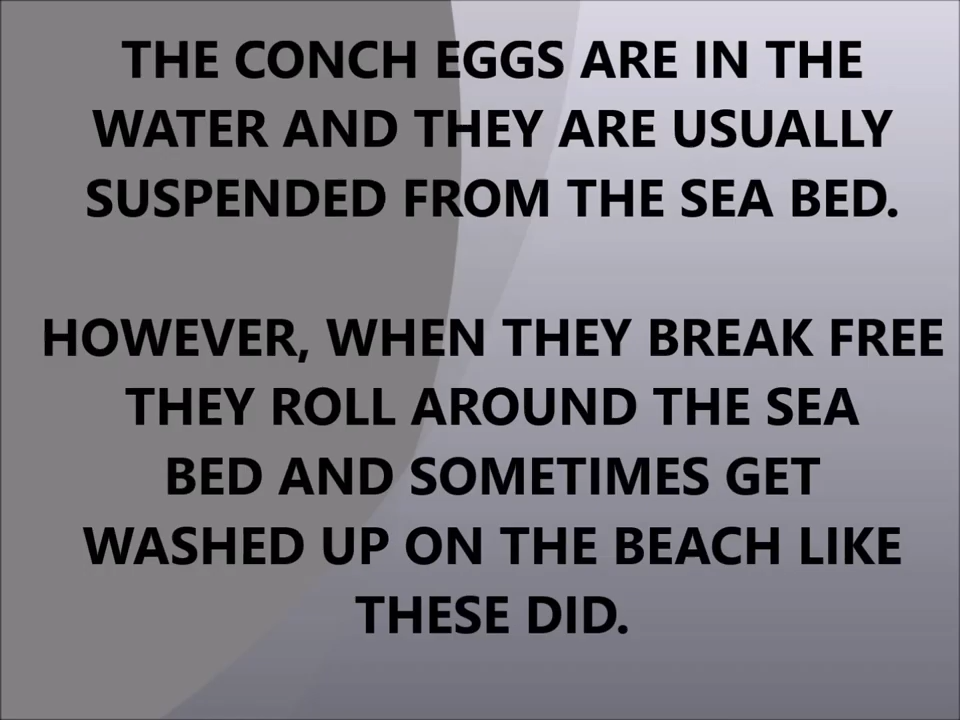 THE CONCH EGGS ARE IN THE
WATER AND THEY ARE USUALLY
SUSPENDED FROM THE SEA BED.
HOWEVER, WHEN THEY BREAK FREE
THEY ROLL AROUND THE SEA
BED AND SOMETIMES GET
WASHED UP ON THE BEACH LIKE
THESE DID.